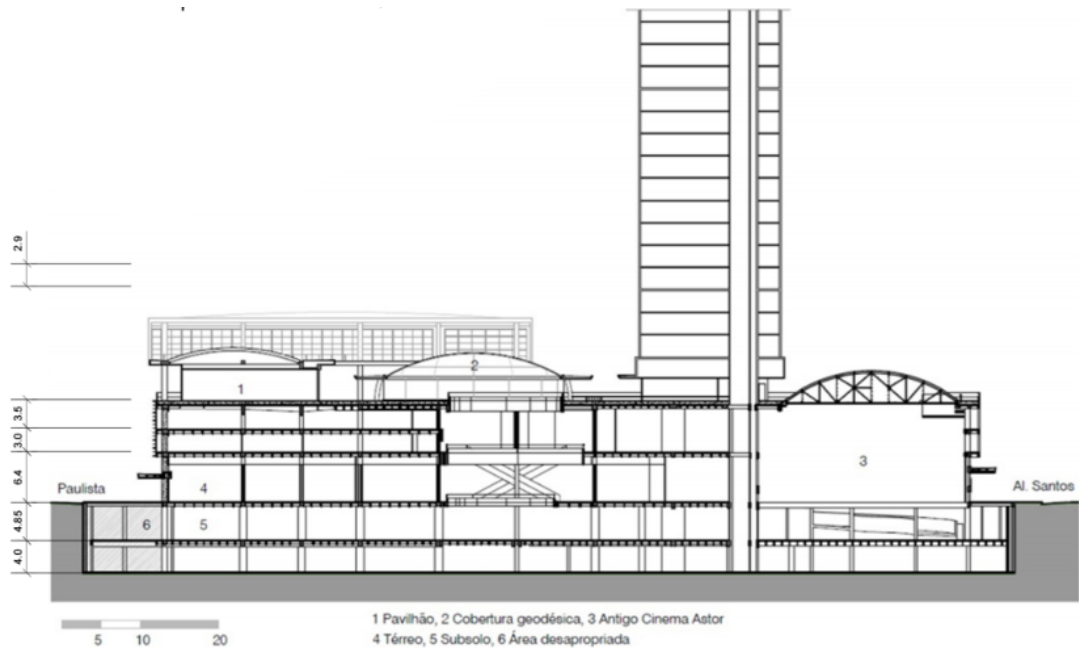 2.9
3.5
3.0
6.4
4.85
4.0
1
2
3
Paulista
4
Al. Santos
6
5
5 10 20
1 Pavilhão, 2 Cobertura geodésica, 3 Antigo Cinema Astor
4 Térreo, 5 Subsolo, 6 Área desapropriada